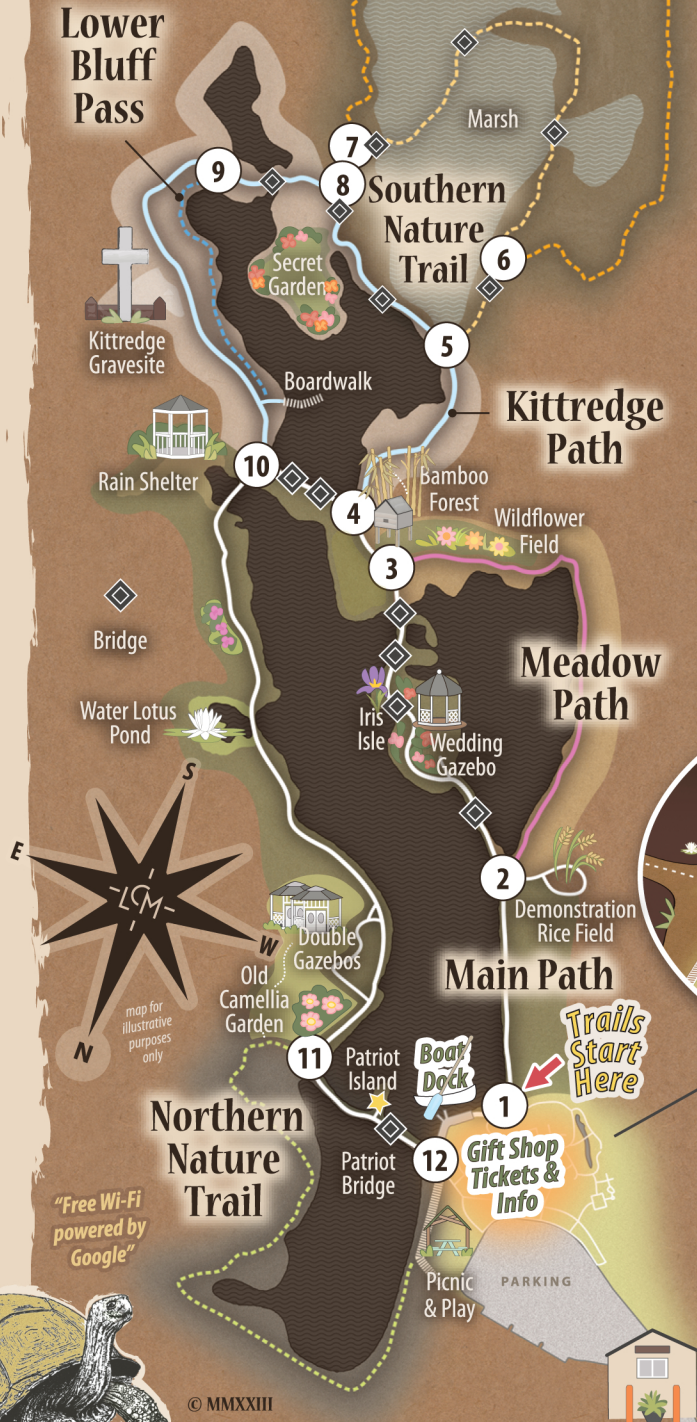 Lower
Bluff
Pass
Marsh
7
9
8
Southern
Nature
Trail
6
Secret
Garden
Kittredge
Gravesite
5
Boardwalk
Kittredge
Path
10
Rain Shelter
Bamboo
Forest
4
Wildflower
Field
3
Bridge
Meadow
Path
Water Lotus
Pond
Iris
Isle
Wedding
Gazebo
S
E
LCM
W
N
2
Demonstration
Rice Field
Double
Gazebos
Main Path
Old
Camellia
Garden
map for
illustrative
purposes
only
Trails
Start
Here
11
Patriot
Island
Boat
Dock
1
Northern
Nature
Trail
Patriot
Bridge
12
Gift Shop
Tickets &
Info
"Free Wi-Fi
powered by
Google"
Picnic
& Play
PARKING
© MMXXIII